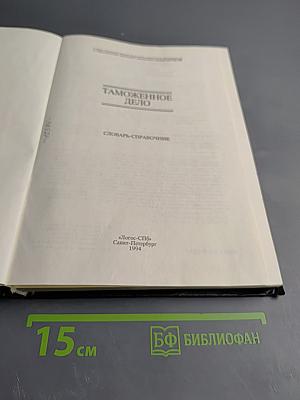 ТАМОЖЕННОЕ
ДЕЛО
СЛОВАРЬ-СПРАВОЧНИК
«Логос-СПб»
Санкт-Петербург
1994
15 см
БФ БИБЛИОФАН